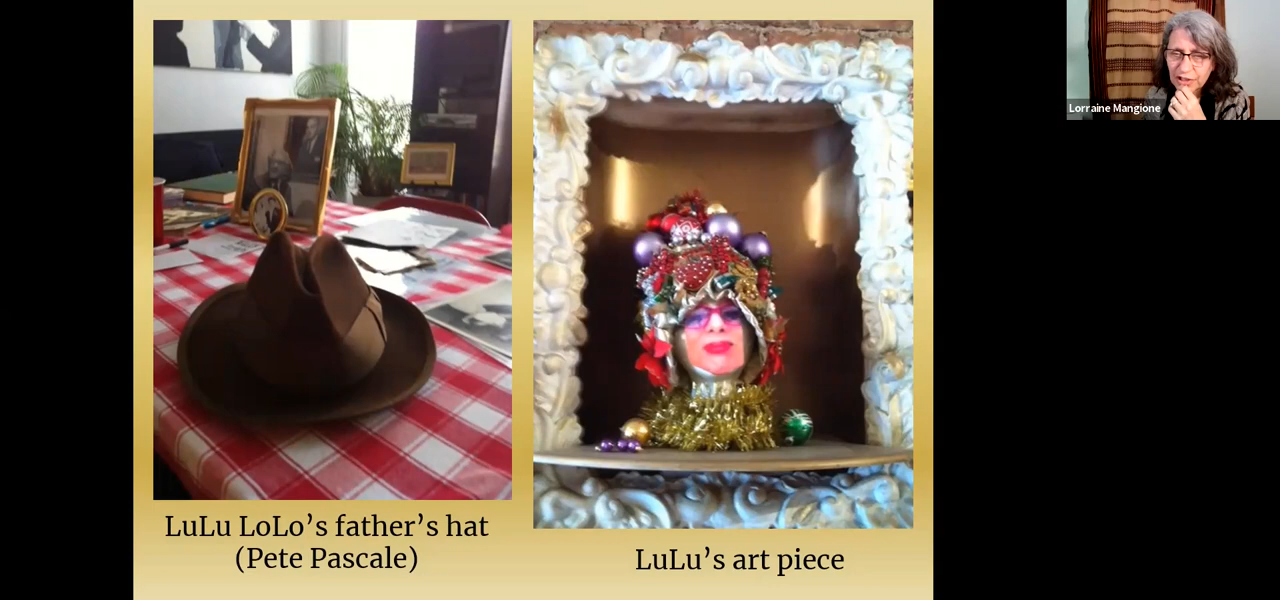 Lorraine Mangione
LuLu LoLo’s father’s hat
(Pete Pascale)
LuLu’s art piece